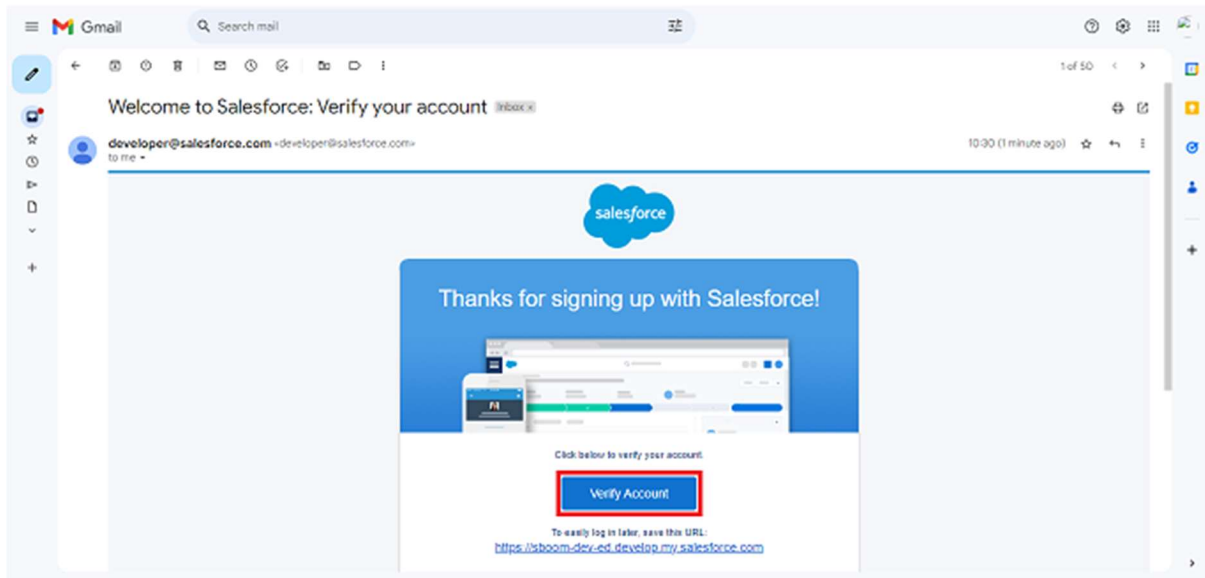 Gmail
Search mail
1 of 50
Welcome to Salesforce: Verify your account Inbox x
developer@salesforce.com <developer@salesforce.com>
10:30 (1 minute ago)
to me
salesforce
Thanks for signing up with Salesforce!
Click below to verify your account.
Verify Account
To easily log in later, save this URL:
https://sboom-dev-ed.develop.my.salesforce.com